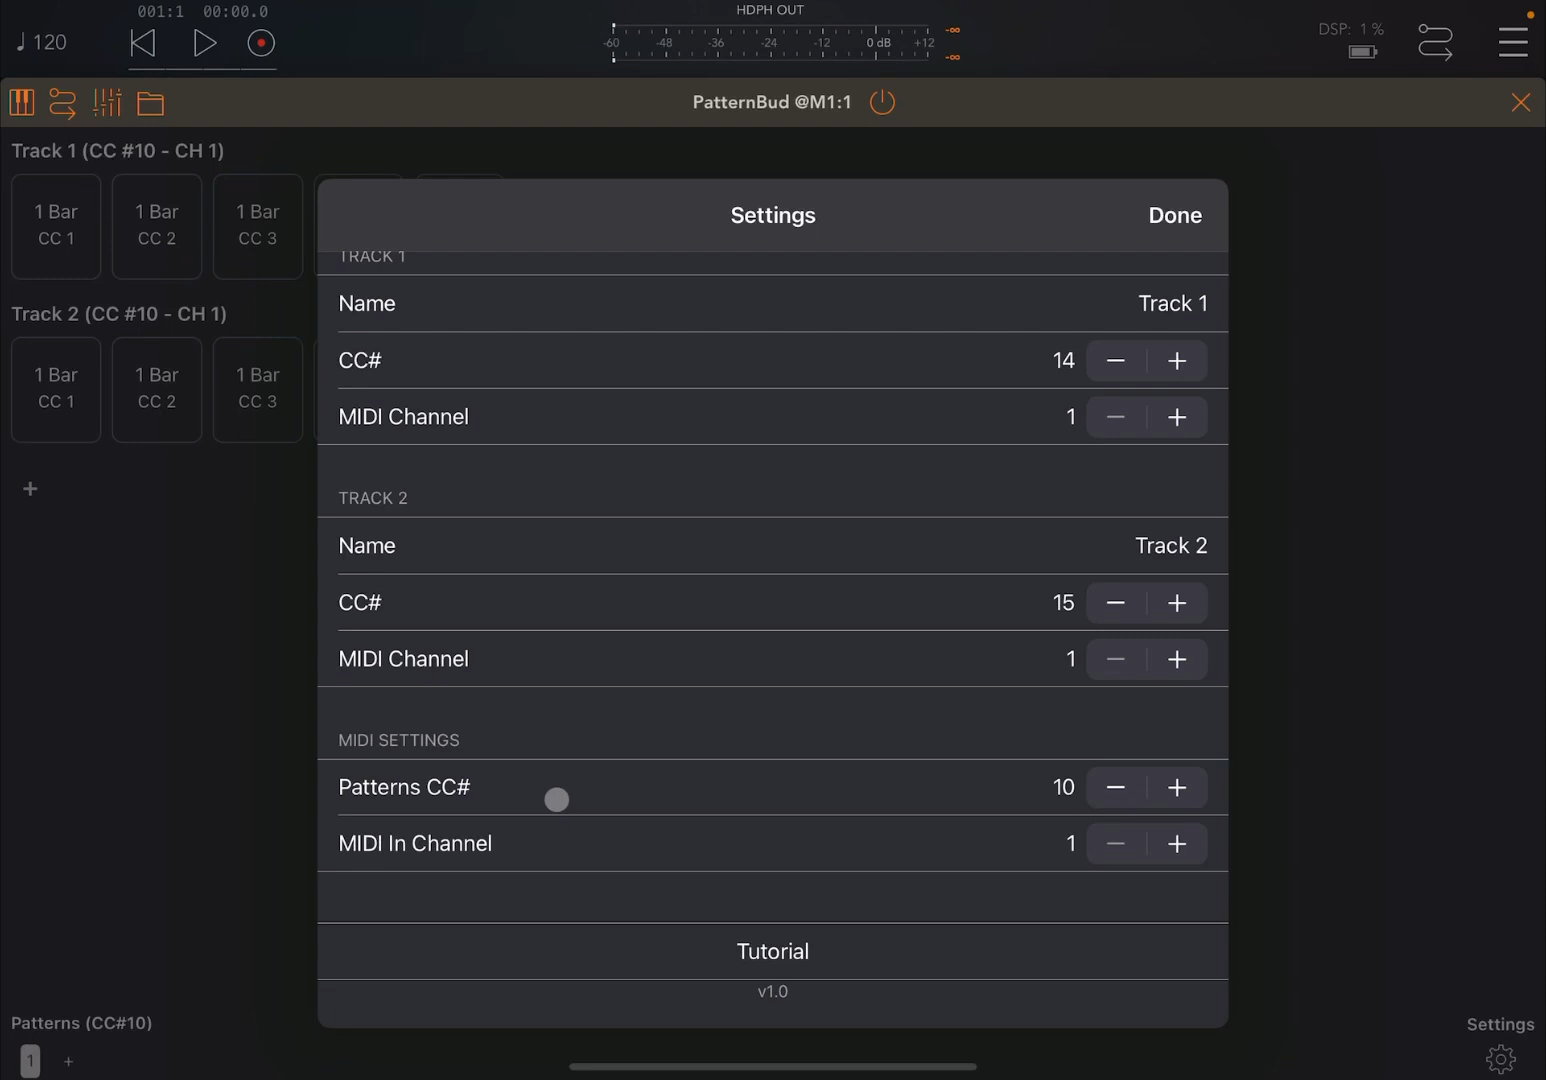 001:1 00:00.0
120
HDPH OUT
-60 -48 -36 -24 -12 0 dB +12
-∞
-∞
DSP: 1 %
PatternBud @M1:1
Track 1 (CC #10 - CH 1)
1 Bar
CC 1
1 Bar
CC 2
1 Bar
CC 3
Track 2 (CC #10 - CH 1)
1 Bar
CC 1
1 Bar
CC 2
1 Bar
CC 3
+
Settings
Done
TRACK 1
Name Track 1
CC# 14 − +
MIDI Channel 1 − +
TRACK 2
Name Track 2
CC# 15 − +
MIDI Channel 1 − +
MIDI SETTINGS
Patterns CC# 10 − +
MIDI In Channel 1 − +
Tutorial
v1.0
Patterns (CC#10)
1 +
Settings